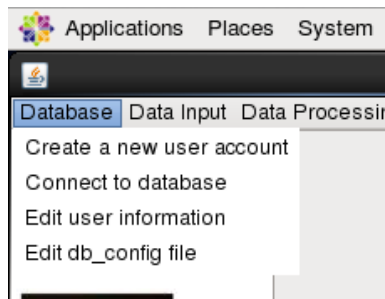 Applications Places System
Database Data Input Data Processin
Create a new user account
Connect to database
Edit user information
Edit db_config file